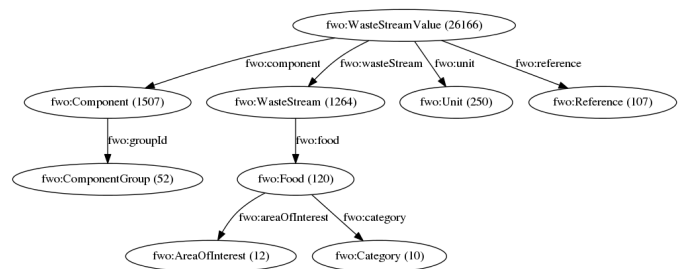 fwo:WasteStreamValue (26166)
fwo:component
fwo:wasteStream
fwo:unit
fwo:reference
fwo:Component (1507)
fwo:WasteStream (1264)
fwo:Unit (250)
fwo:Reference (107)
fwo:groupId
fwo:food
fwo:ComponentGroup (52)
fwo:Food (120)
fwo:areaOfInterest
fwo:category
fwo:AreaOfInterest (12)
fwo:Category (10)